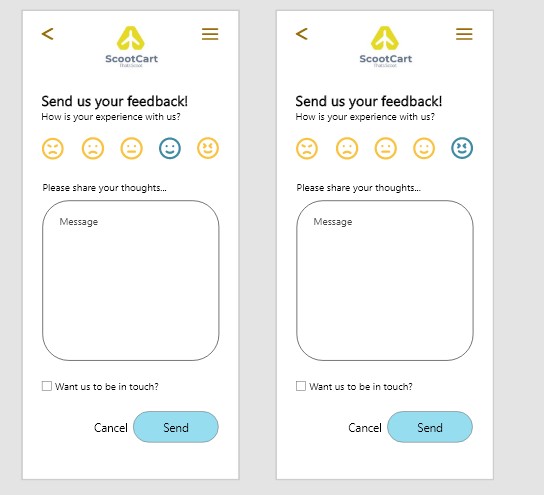 <
ScootCart
Send us your feedback!
How is your experience with us?
Please share your thoughts...
Message
Want us to be in touch?
Cancel Send
<
ScootCart
Send us your feedback!
How is your experience with us?
Please share your thoughts...
Message
Want us to be in touch?
Cancel Send